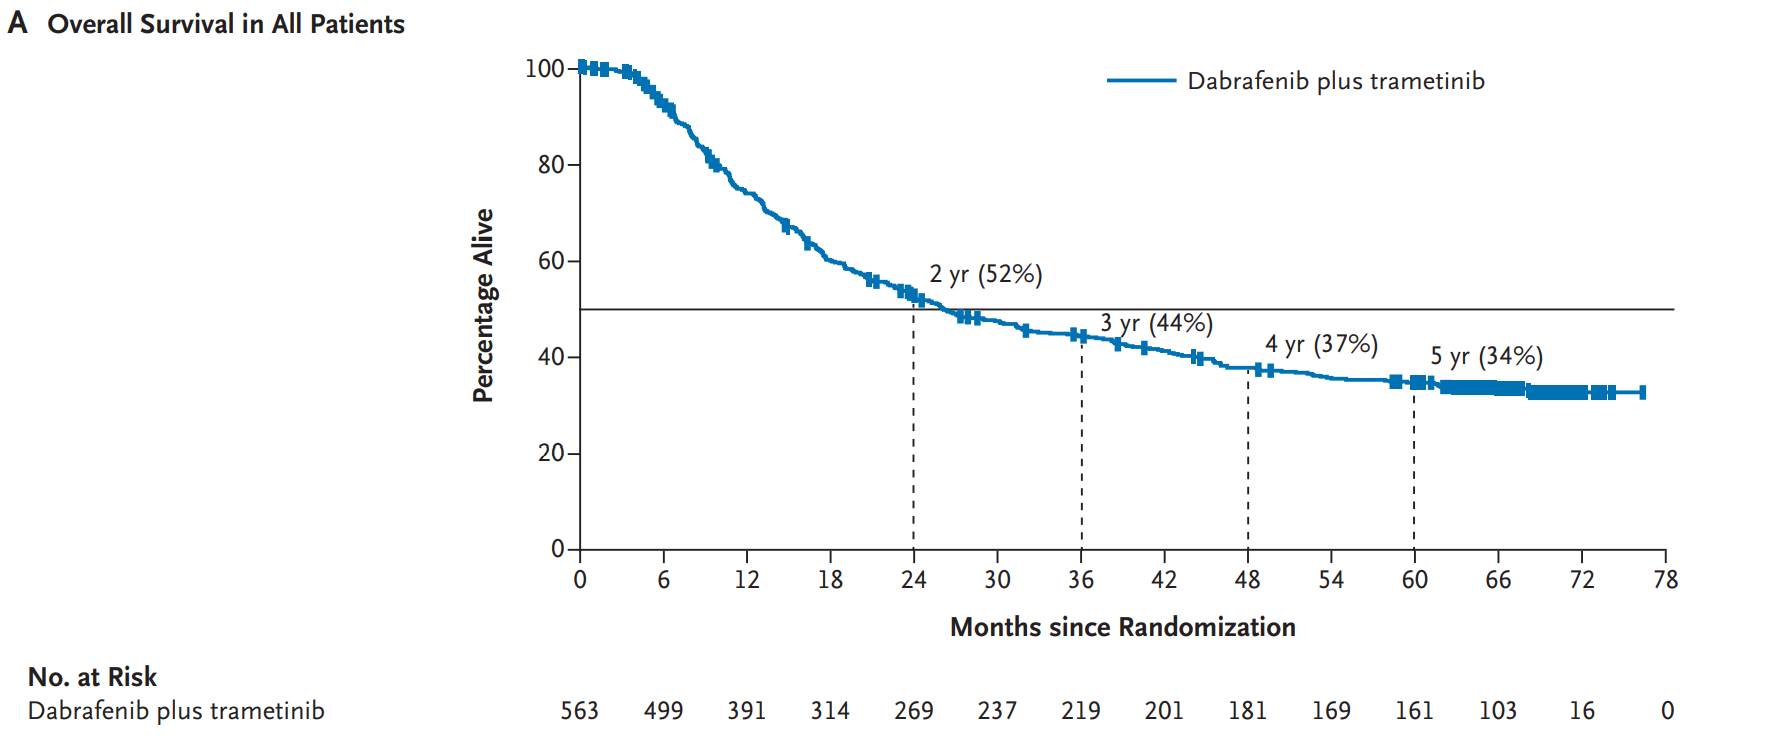 A Overall Survival in All Patients
Dabrafenib plus trametinib
Percentage Alive
100
80
60
40
20
0
2 yr (52%)
3 yr (44%)
4 yr (37%)
5 yr (34%)
0 6 12 18 24 30 36 42 48 54 60 66 72 78
Months since Randomization
No. at Risk
Dabrafenib plus trametinib 563 499 391 314 269 237 219 201 181 169 161 103 16 0